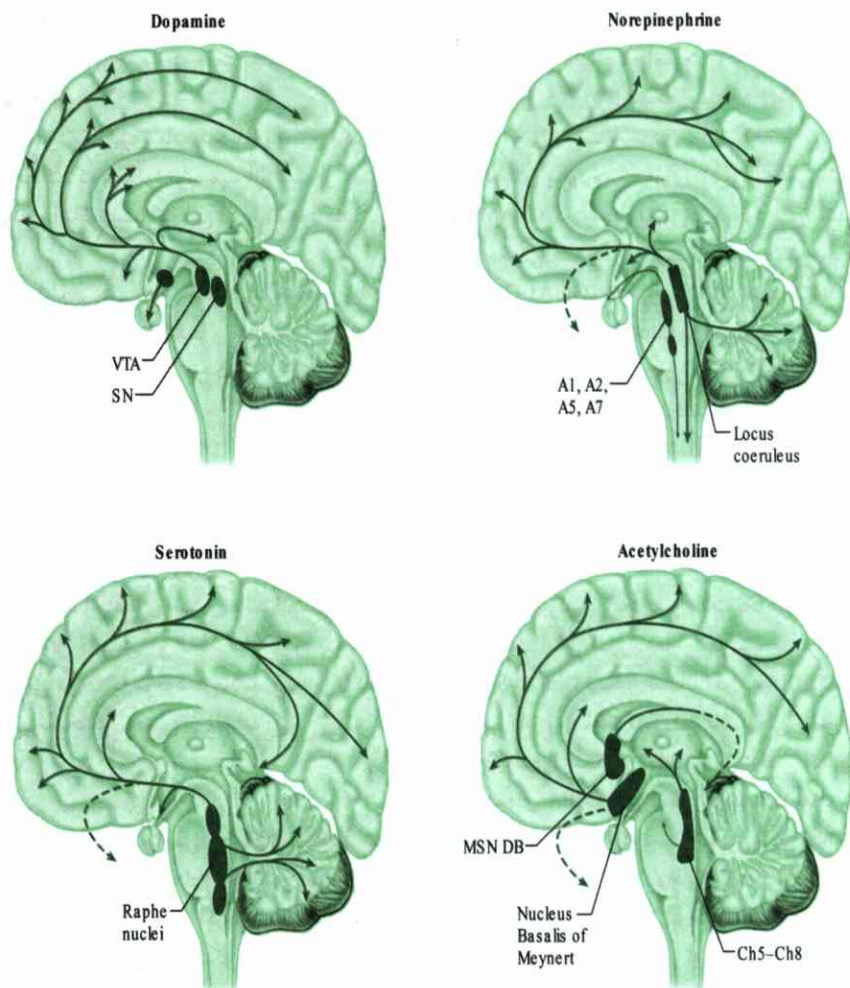 Dopamine
Norepinephrine
VTA
SN
A1, A2,
A5, A7
Locus
coeruleus
Serotonin
Acetylcholine
Raphe
nuclei
MSN DB
Nucleus
Basalis of
Meynert
Ch5–Ch8